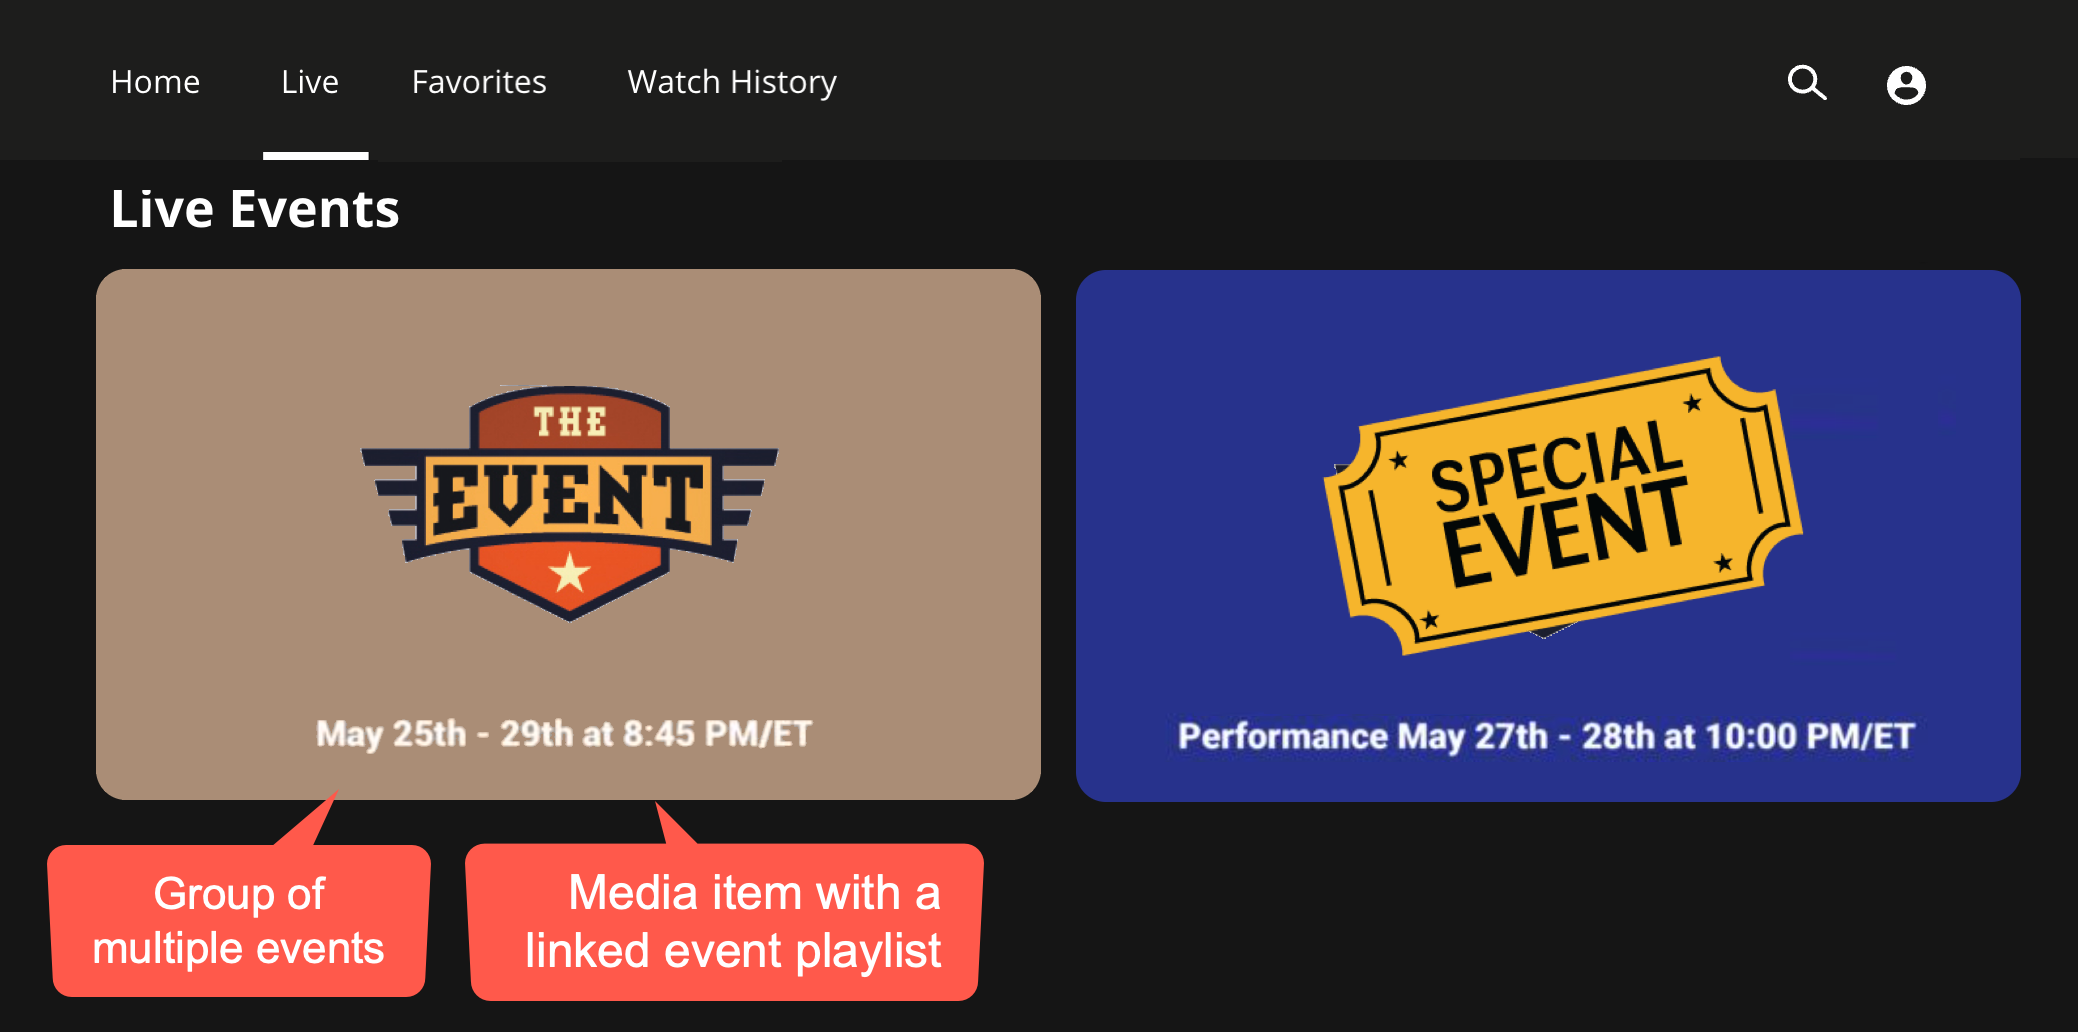 Home Live Favorites Watch History
Live Events
THE
EVENT
May 25th - 29th at 8:45 PM/ET
SPECIAL
EVENT
Performance May 27th - 28th at 10:00 PM/ET
Group of
multiple events
Media item with a
linked event playlist